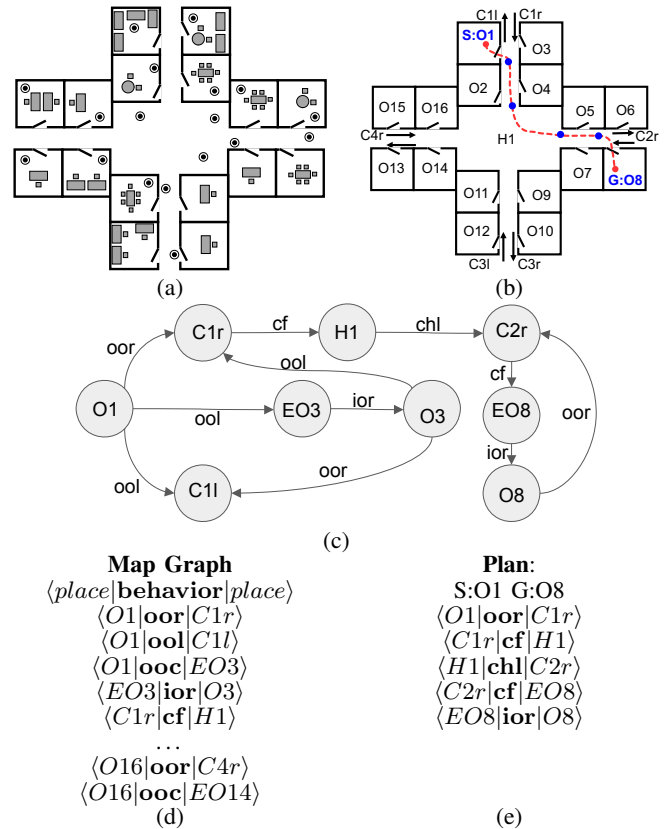 C1l C1r
S:O1
O3
O2 O4
O15 O16 O5 O6
C4r H1 C2r
O13 O14 O7 G:O8
O11 O9
O12 O10
C3l C3r
(a) (b)
C1r cf H1 chl C2r
oor ool cf
O1 ool EO3 ior O3 EO8 oor
ool oor ior
C1l O8
(c)
Map Graph
⟨place|behavior|place⟩
⟨O1|oor|C1r⟩
⟨O1|ool|C1l⟩
⟨O1|ooc|EO3⟩
⟨EO3|ior|O3⟩
⟨C1r|cf|H1⟩
...
⟨O16|oor|C4r⟩
⟨O16|ooc|EO14⟩
(d)
Plan:
S:O1 G:O8
⟨O1|oor|C1r⟩
⟨C1r|cf|H1⟩
⟨H1|chl|C2r⟩
⟨C2r|cf|EO8⟩
⟨EO8|ior|O8⟩
(e)